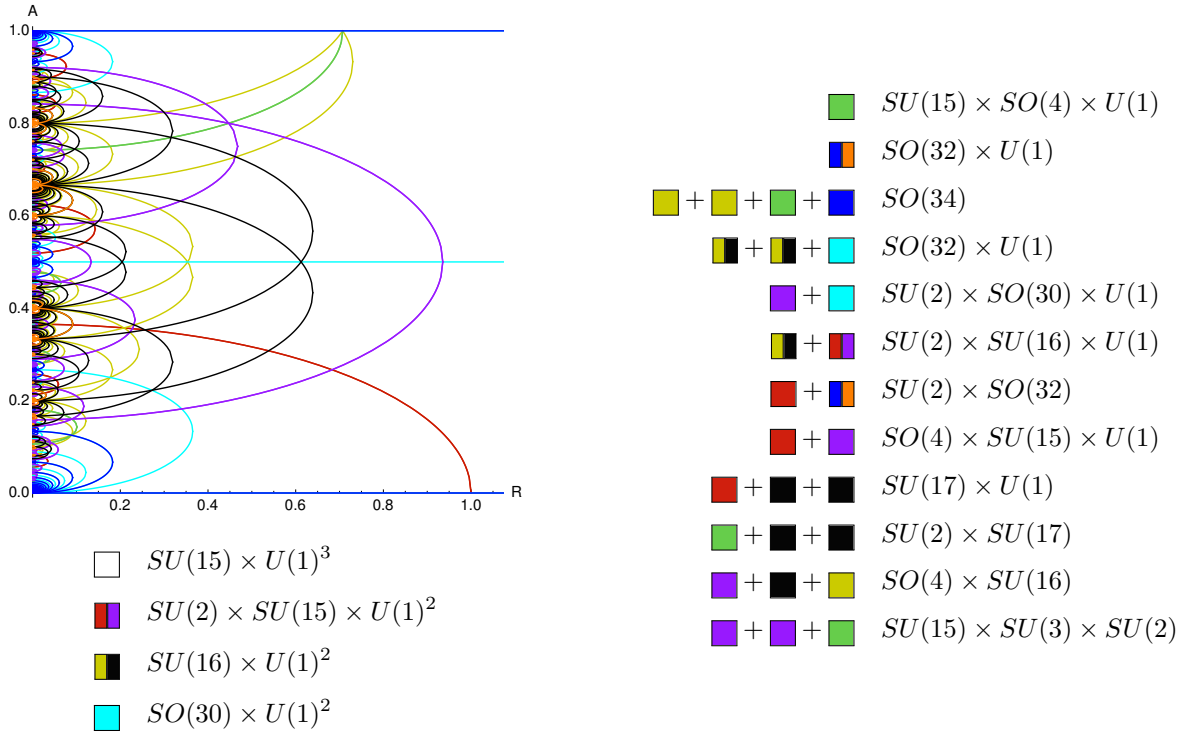 A
1.0
0.8
0.6
0.4
0.2
0.0
0.2 0.4 0.6 0.8 1.0 R
SU(15) × U(1)³
SU(2) × SU(15) × U(1)²
SU(16) × U(1)²
SO(30) × U(1)²
SU(15) × SO(4) × U(1)
SO(32) × U(1)
+ + + SO(34)
+ + SO(32) × U(1)
+ SU(2) × SO(30) × U(1)
+ SU(2) × SU(16) × U(1)
+ SU(2) × SO(32)
+ SO(4) × SU(15) × U(1)
+ + SU(17) × U(1)
+ + SU(2) × SU(17)
+ + SO(4) × SU(16)
+ + SU(15) × SU(3) × SU(2)